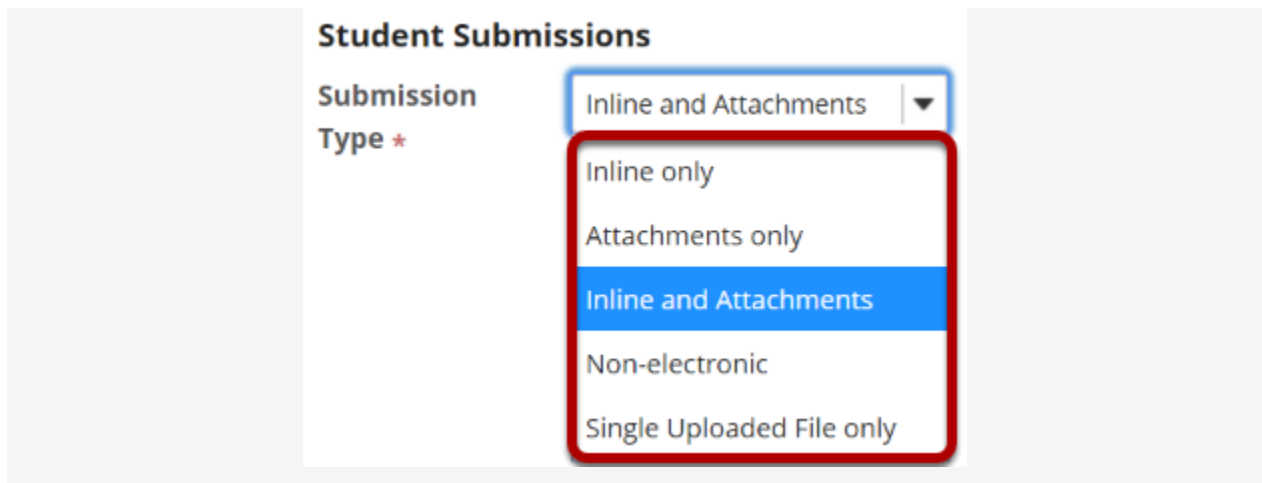 Student Submissions
Submission
Type *
Inline and Attachments
Inline only
Attachments only
Inline and Attachments
Non-electronic
Single Uploaded File only